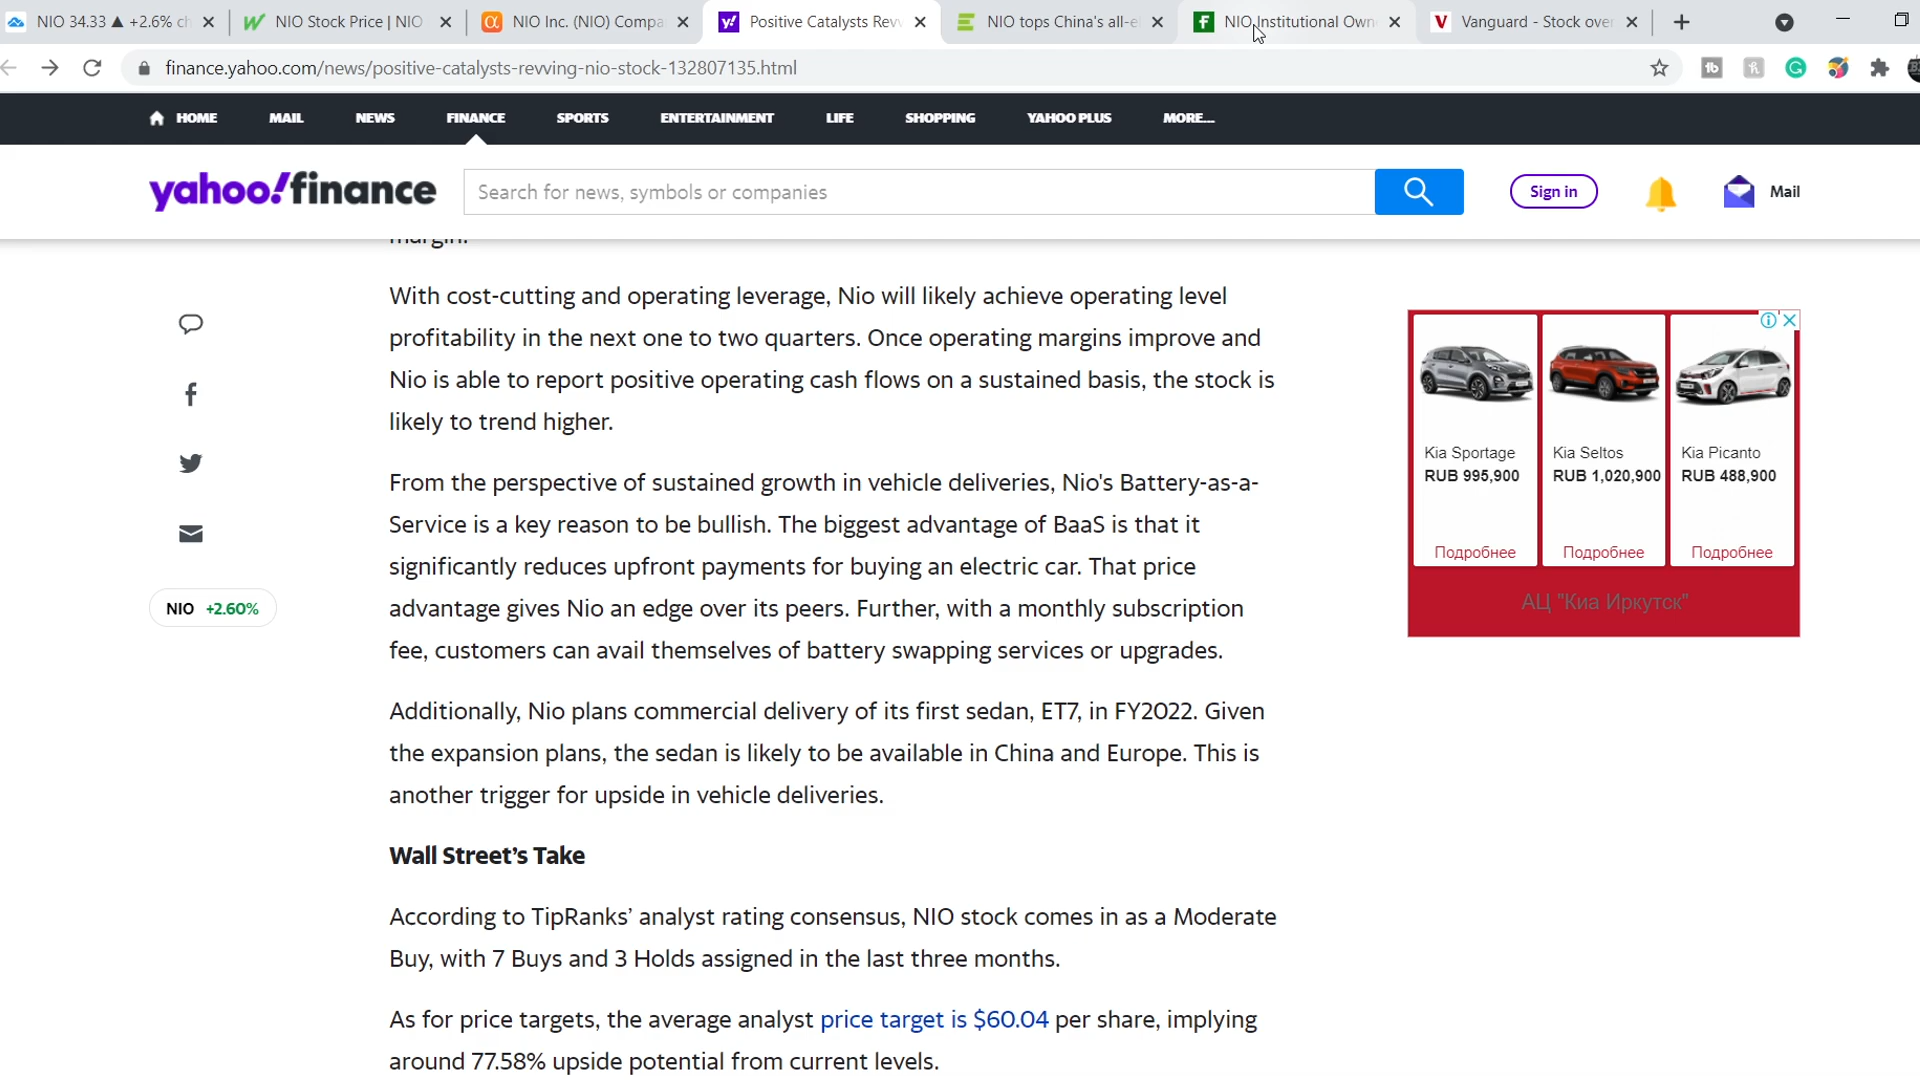 NIO 34.33 ▲ +2.6% ch
NIO Stock Price | NIO
NIO Inc. (NIO) Compa
Positive Catalysts Revv
NIO tops China's all-el
NIO Institutional Own
Vanguard - Stock over
finance.yahoo.com/news/positive-catalysts-revving-nio-stock-132807135.html
HOME MAIL NEWS FINANCE SPORTS ENTERTAINMENT LIFE SHOPPING YAHOO PLUS MORE...
yahoo!finance
Search for news, symbols or companies
Sign in
Mail
margin.
With cost-cutting and operating leverage, Nio will likely achieve operating level
profitability in the next one to two quarters. Once operating margins improve and
Nio is able to report positive operating cash flows on a sustained basis, the stock is
likely to trend higher.
From the perspective of sustained growth in vehicle deliveries, Nio's Battery-as-a-
Service is a key reason to be bullish. The biggest advantage of BaaS is that it
significantly reduces upfront payments for buying an electric car. That price
advantage gives Nio an edge over its peers. Further, with a monthly subscription
fee, customers can avail themselves of battery swapping services or upgrades.
Additionally, Nio plans commercial delivery of its first sedan, ET7, in FY2022. Given
the expansion plans, the sedan is likely to be available in China and Europe. This is
another trigger for upside in vehicle deliveries.
Wall Street's Take
According to TipRanks' analyst rating consensus, NIO stock comes in as a Moderate
Buy, with 7 Buys and 3 Holds assigned in the last three months.
As for price targets, the average analyst price target is $60.04 per share, implying
around 77.58% upside potential from current levels.
NIO +2.60%
Kia Sportage
RUB 995,900
Подробнее
Kia Seltos
RUB 1,020,900
Подробнее
Kia Picanto
RUB 488,900
Подробнее
АЦ "Киа Иркутск"